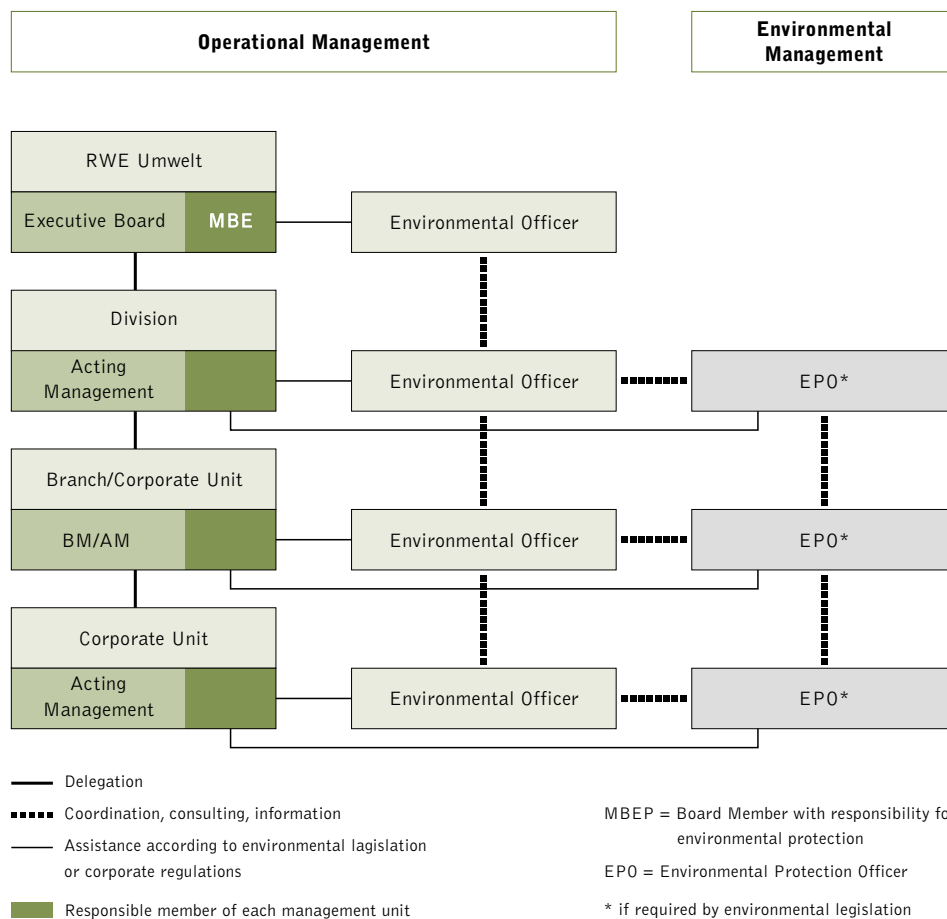 Operational Management
Environmental
Management
RWE Umwelt
Executive Board
MBE
Environmental Officer
Division
Acting
Management
Environmental Officer
EPO*
Branch/Corporate Unit
BM/AM
Environmental Officer
EPO*
Corporate Unit
Acting
Management
Environmental Officer
EPO*
Delegation
Coordination, consulting, information
Assistance according to environmental lagislation
or corporate regulations
Responsible member of each management unit
MBEP = Board Member with responsibility fo
environmental protection
EPO = Environmental Protection Officer
* if required by environmental legislation